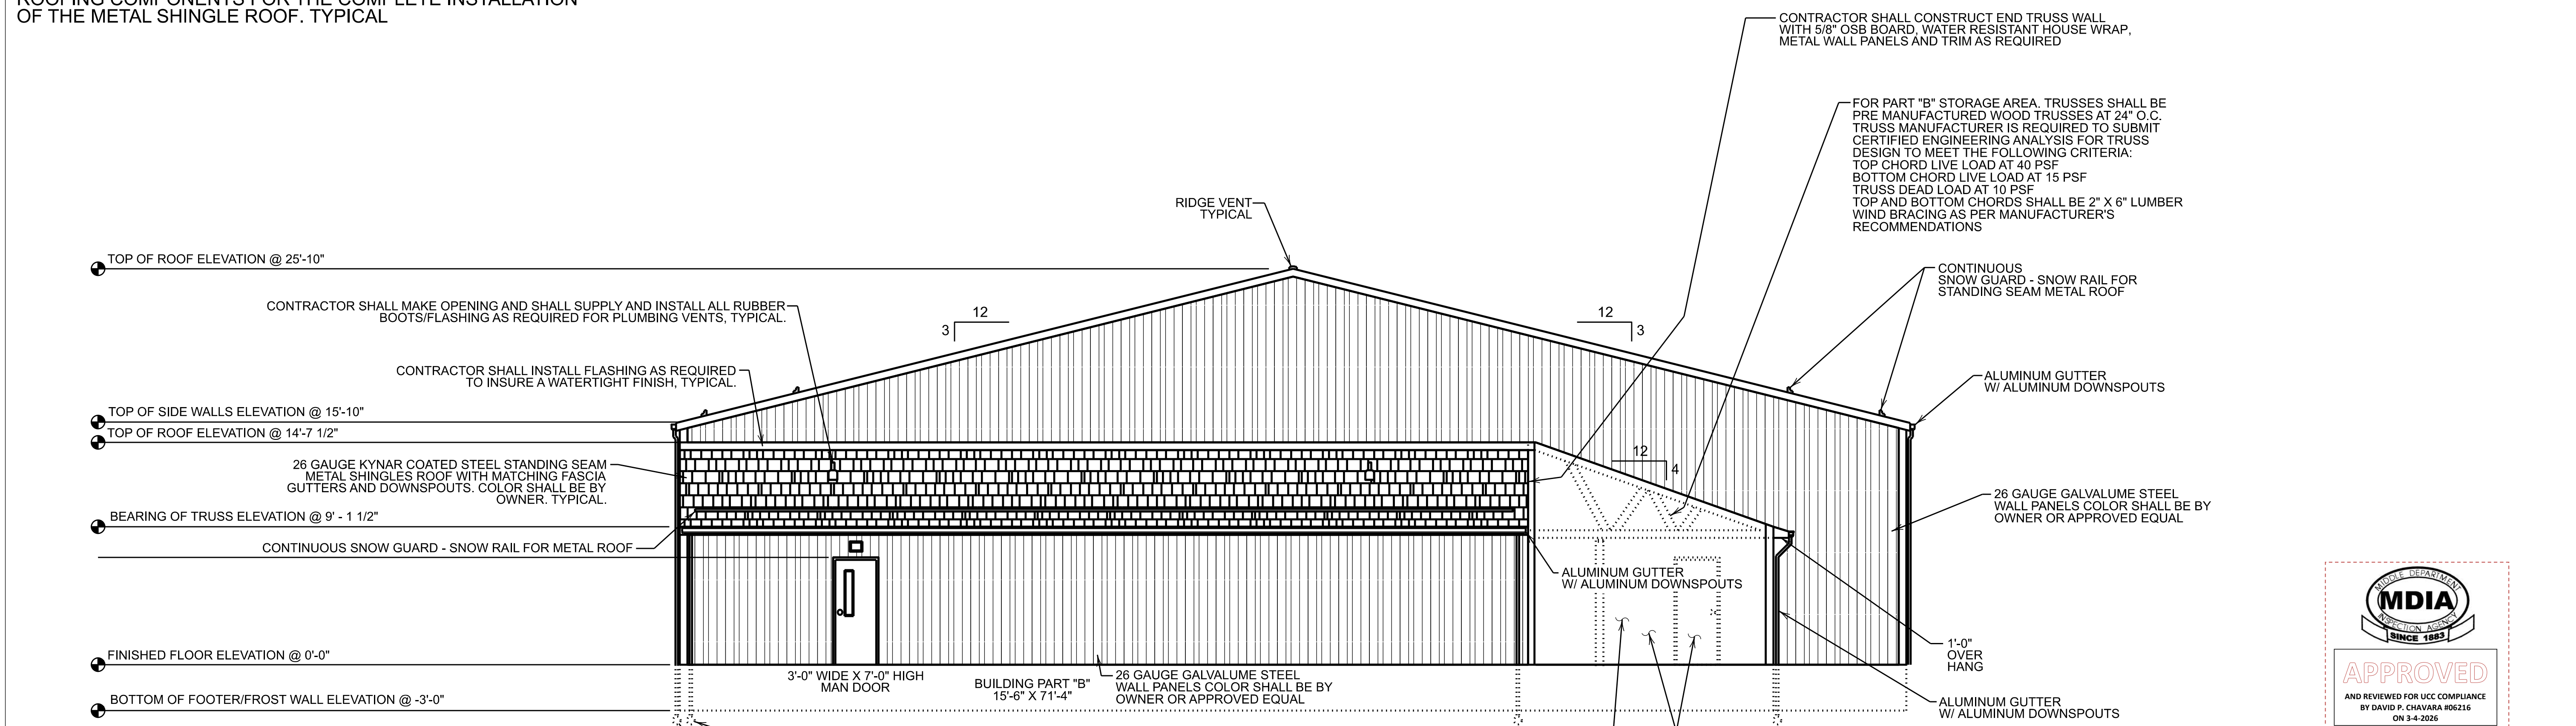 ROOFING COMPONENTS FOR THE COMPLETE INSTALLATION
OF THE METAL SHINGLE ROOF. TYPICAL
CONTRACTOR SHALL CONSTRUCT END TRUSS WALL
WITH 5/8" OSB BOARD, WATER RESISTANT HOUSE WRAP,
METAL WALL PANELS AND TRIM AS REQUIRED
FOR PART "B" STORAGE AREA. TRUSSES SHALL BE
PRE MANUFACTURED WOOD TRUSSES AT 24" O.C.
TRUSS MANUFACTURER IS REQUIRED TO SUBMIT
CERTIFIED ENGINEERING ANALYSIS FOR TRUSS
DESIGN TO MEET THE FOLLOWING CRITERIA:
TOP CHORD LIVE LOAD AT 40 PSF
BOTTOM CHORD LIVE LOAD AT 15 PSF
TRUSS DEAD LOAD AT 10 PSF
TOP AND BOTTOM CHORDS SHALL BE 2" X 6" LUMBER
WIND BRACING AS PER MANUFACTURER'S
RECOMMENDATIONS
RIDGE VENT
TYPICAL
TOP OF ROOF ELEVATION @ 25'-10"
CONTINUOUS
SNOW GUARD - SNOW RAIL FOR
STANDING SEAM METAL ROOF
CONTRACTOR SHALL MAKE OPENING AND SHALL SUPPLY AND INSTALL ALL RUBBER
BOOTS/FLASHING AS REQUIRED FOR PLUMBING VENTS, TYPICAL.
12
3
12
3
CONTRACTOR SHALL INSTALL FLASHING AS REQUIRED
TO INSURE A WATERTIGHT FINISH, TYPICAL.
ALUMINUM GUTTER
W/ ALUMINUM DOWNSPOUTS
TOP OF SIDE WALLS ELEVATION @ 15'-10"
TOP OF ROOF ELEVATION @ 14'-7 1/2"
12
4
26 GAUGE KYNAR COATED STEEL STANDING SEAM
METAL SHINGLES ROOF WITH MATCHING FASCIA
GUTTERS AND DOWNSPOUTS. COLOR SHALL BE BY
OWNER. TYPICAL.
26 GAUGE GALVALUME STEEL
WALL PANELS COLOR SHALL BE BY
OWNER OR APPROVED EQUAL
BEARING OF TRUSS ELEVATION @ 9' - 1 1/2"
CONTINUOUS SNOW GUARD - SNOW RAIL FOR METAL ROOF
ALUMINUM GUTTER
W/ ALUMINUM DOWNSPOUTS
1'-0"
OVER
HANG
FINISHED FLOOR ELEVATION @ 0'-0"
3'-0" WIDE X 7'-0" HIGH
MAN DOOR
BUILDING PART "B"
15'-6" X 71'-4"
26 GAUGE GALVALUME STEEL
WALL PANELS COLOR SHALL BE BY
OWNER OR APPROVED EQUAL
BOTTOM OF FOOTER/FROST WALL ELEVATION @ -3'-0"
ALUMINUM GUTTER
W/ ALUMINUM DOWNSPOUTS
MIDDLE DEPARTMENT
MDIA
INSPECTION AGENCY
SINCE 1883
APPROVED
AND REVIEWED FOR UCC COMPLIANCE
BY DAVID P. CHAVARA #06216
ON 3-4-2026